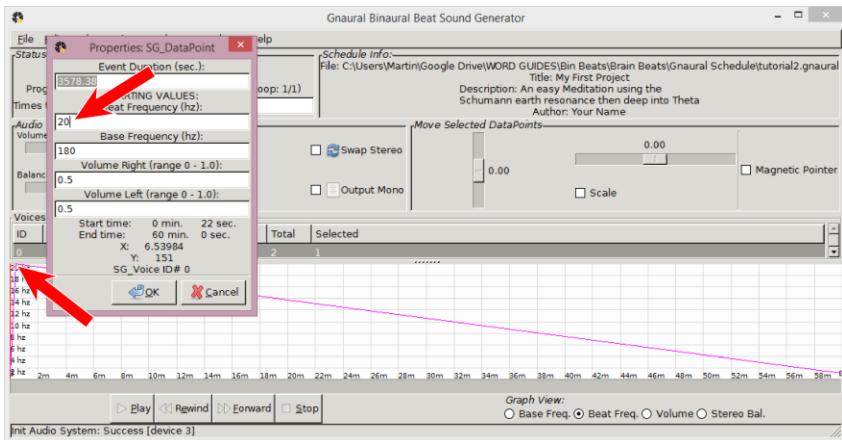 Gnaural Binaural Beat Sound Generator
File
elp
Properties: SG_DataPoint
Status
Event Duration (sec.):
3578.38
STARTING VALUES:
Beat Frequency (hz):
20
Base Frequency (hz):
180
Volume Right (range 0 - 1.0):
0.5
Volume Left (range 0 - 1.0):
0.5
Start time: 0 min. 22 sec.
End time: 60 min. 0 sec.
X: 6.53984
Y: 151
SG_Voice ID# 0
OK
Cancel
Prog
oop: 1/1)
Times t
Schedule Info:
File: C:\Users\Martin\Google Drive\WORD GUIDES\Bin Beats\Brain Beats\Gnaural Schedule\tutorial2.gnaural
Title: My First Project
Description: An easy Meditation using the
Schumann earth resonance then deep into Theta
Author: Your Name
Audio
Volume
Balanc
Swap Stereo
Output Mono
Move Selected DataPoints
0.00
0.00
Scale
Magnetic Pointer
Voices
ID Total Selected
0 2 1
18 h
16 hz
14 hz
12 hz
10 hz
8 hz
6 hz
4 hz
2 hz
2m 4m 6m 8m 10m 12m 14m 16m 18m 20m 22m 24m 26m 28m 30m 32m 34m 36m 38m 40m 42m 44m 46m 48m 50m 52m 54m 56m 58m
Play Rewind Forward Stop
Graph View:
Base Freq. Beat Freq. Volume Stereo Bal.
Init Audio System: Success [device 3]